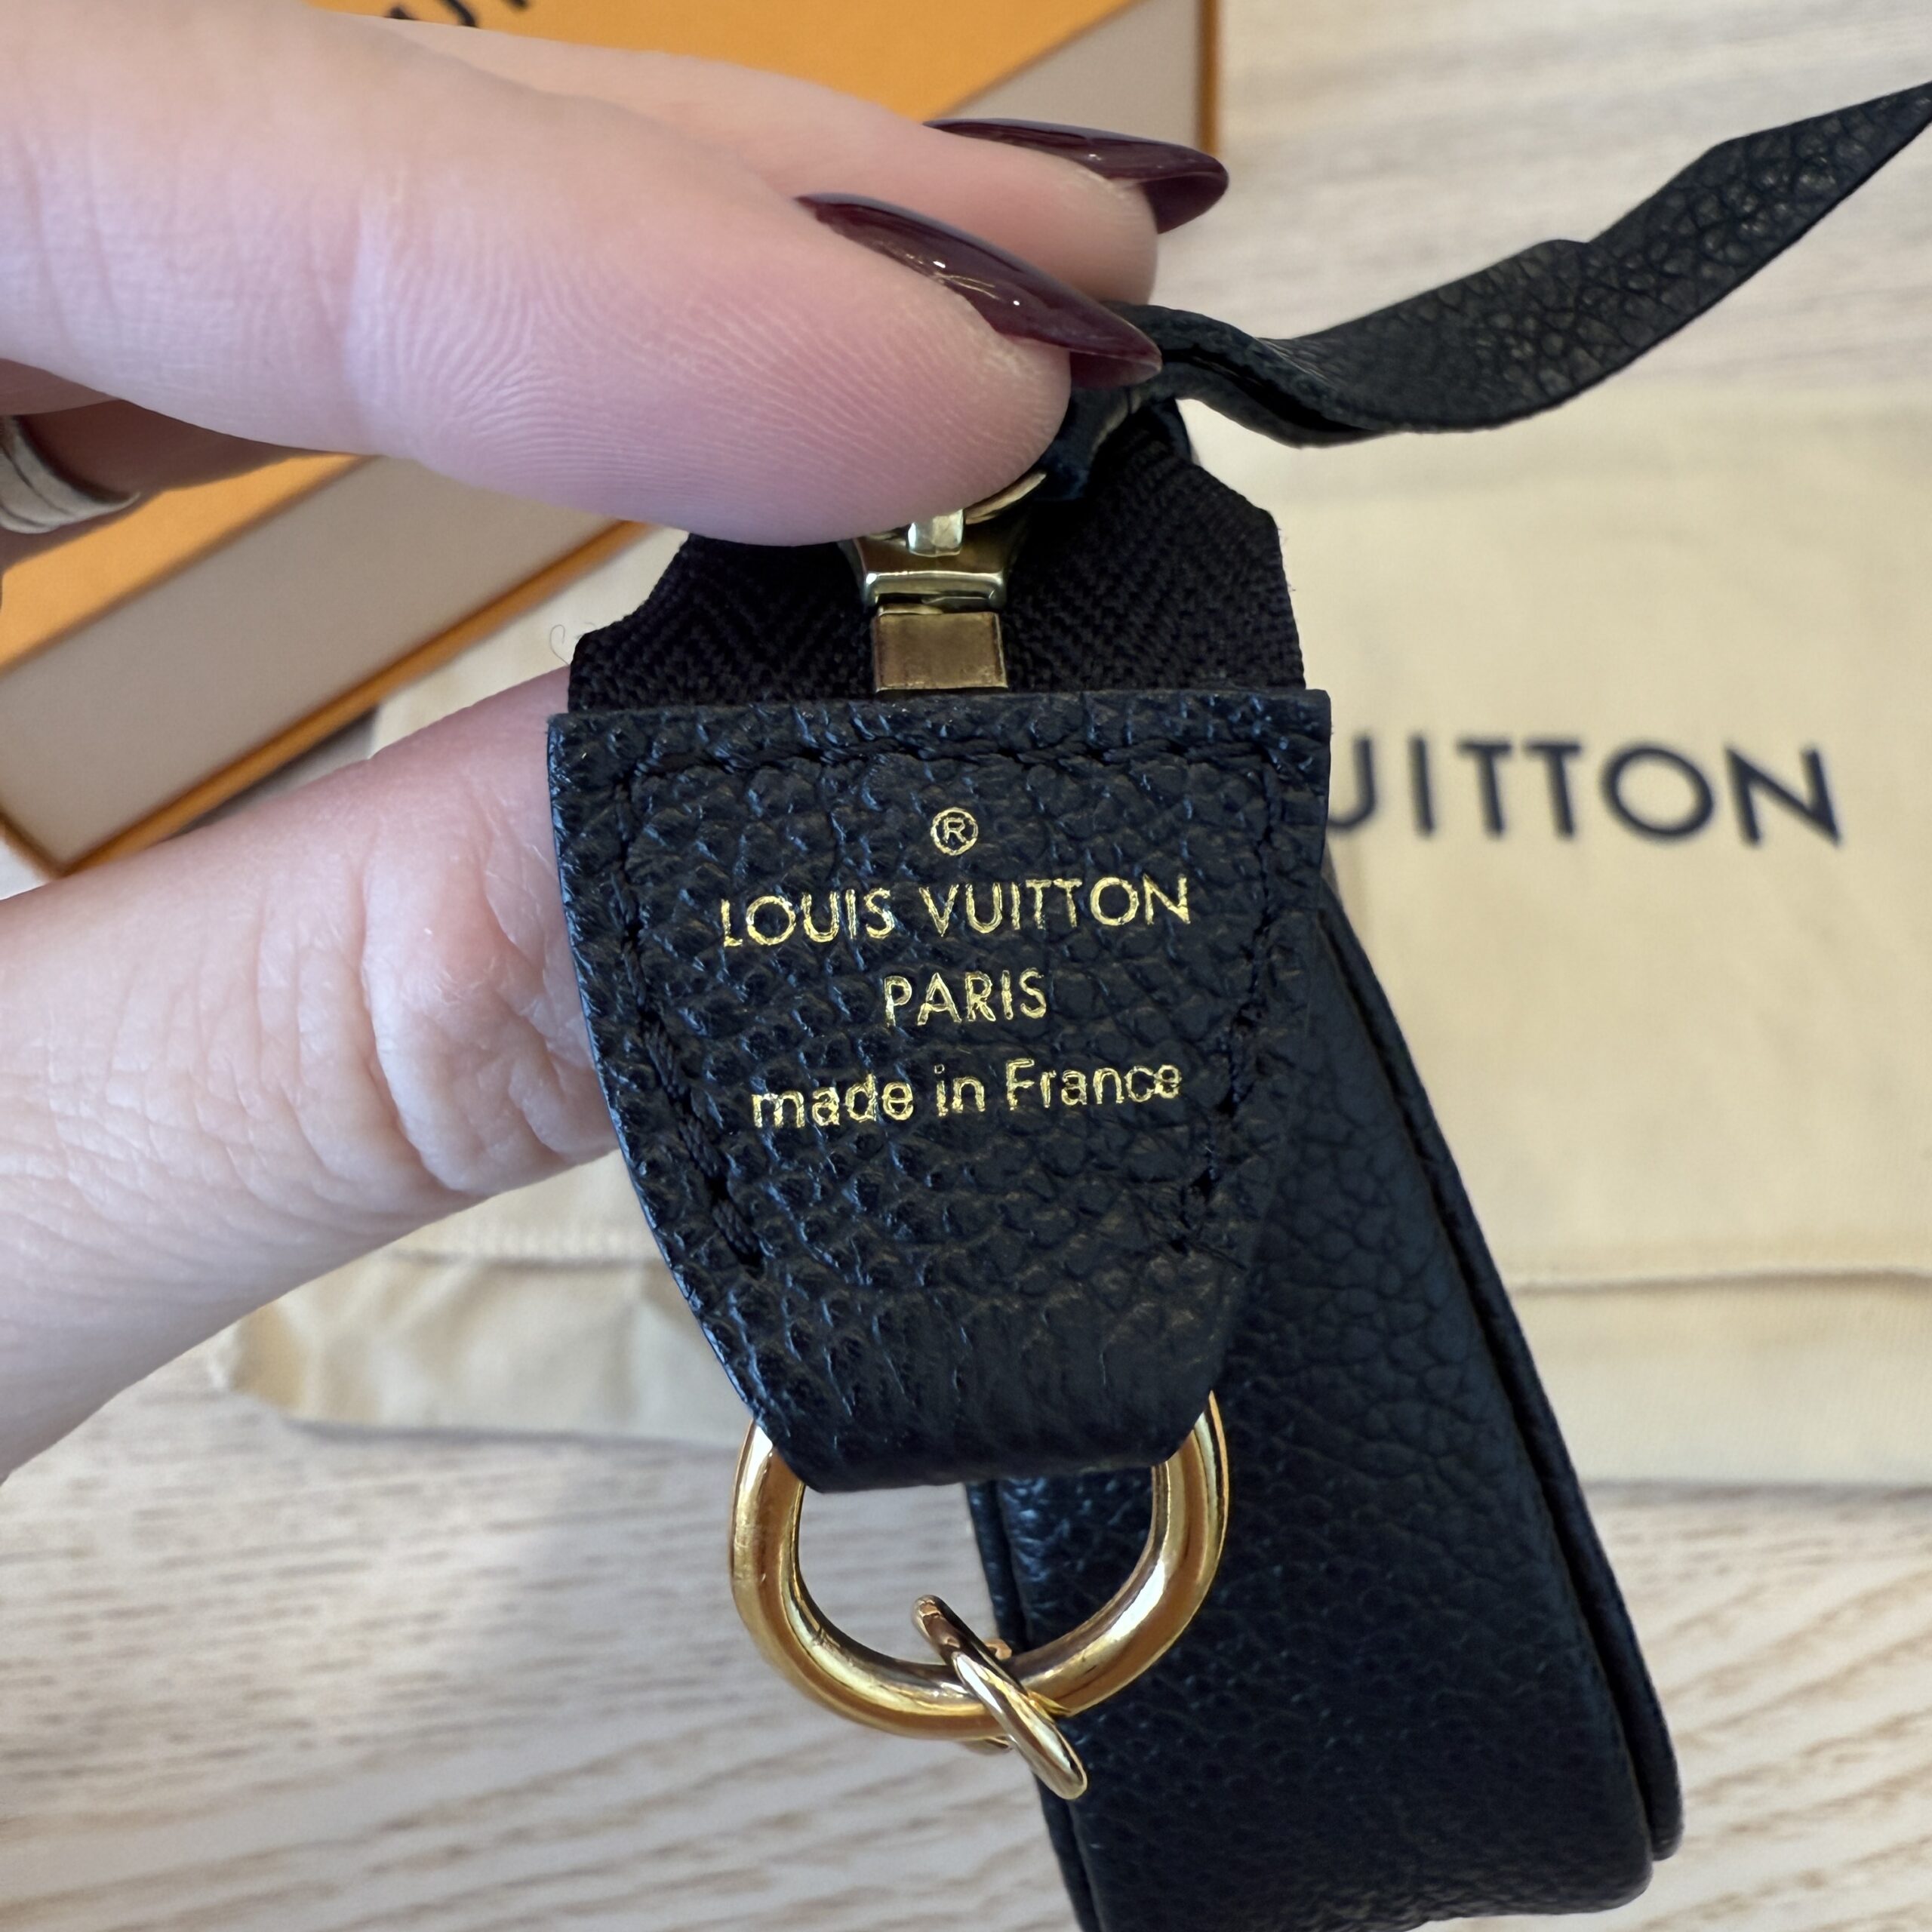 ®
LOUIS VUITTON
PARIS
made in France
UITTON